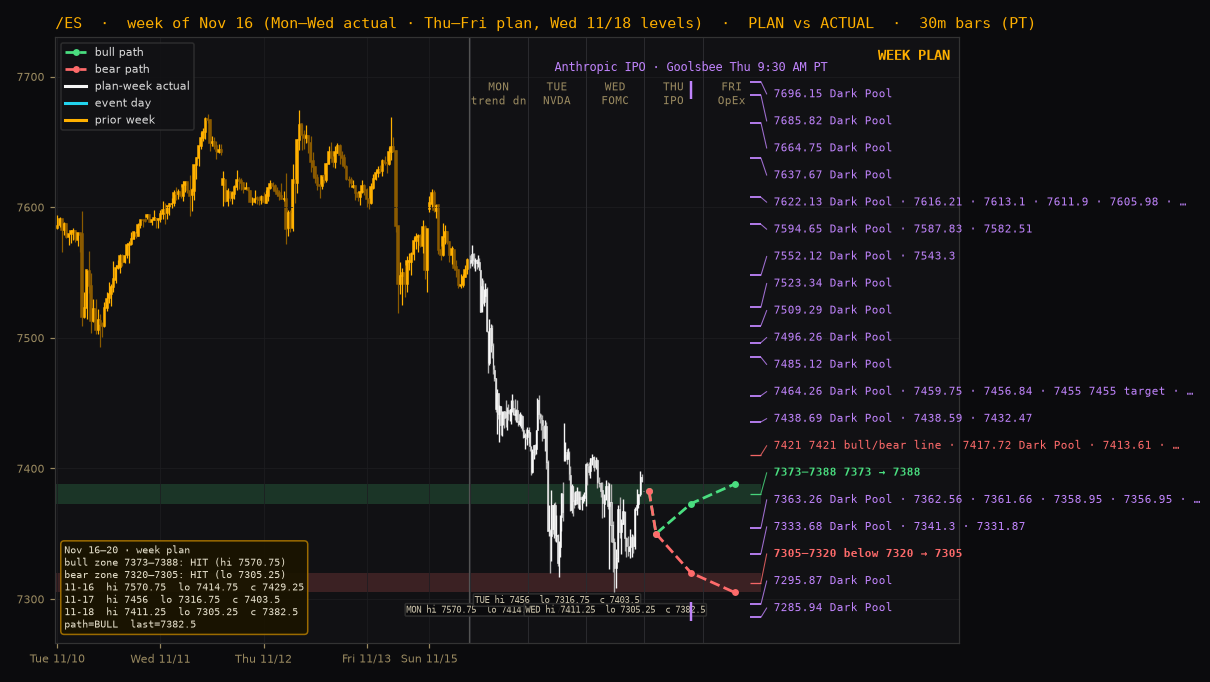 /ES · week of Nov 16 (Mon–Wed actual · Thu–Fri plan, Wed 11/18 levels) · PLAN vs ACTUAL · 30m bars (PT)
WEEK PLAN
Anthropic IPO · Goolsbee Thu 9:30 AM PT
bull path
bear path
plan-week actual
event day
prior week
MON
trend dn
TUE
NVDA
WED
FOMC
THU
IPO
FRI
OpEx
7700
7600
7500
7400
7300
7696.15 Dark Pool
7685.82 Dark Pool
7664.75 Dark Pool
7637.67 Dark Pool
7622.13 Dark Pool · 7616.21 · 7613.1 · 7611.9 · 7605.98 · …
7594.65 Dark Pool · 7587.83 · 7582.51
7552.12 Dark Pool · 7543.3
7523.34 Dark Pool
7509.29 Dark Pool
7496.26 Dark Pool
7485.12 Dark Pool
7464.26 Dark Pool · 7459.75 · 7456.84 · 7455 7455 target · …
7438.69 Dark Pool · 7438.59 · 7432.47
7421 7421 bull/bear line · 7417.72 Dark Pool · 7413.61 · …
7373–7388 7373 → 7388
7363.26 Dark Pool · 7362.56 · 7361.66 · 7358.95 · 7356.95 · …
7333.68 Dark Pool · 7341.3 · 7331.87
7305–7320 below 7320 → 7305
7295.87 Dark Pool
7285.94 Dark Pool
Nov 16–20 · week plan
bull zone 7373–7388: HIT (hi 7570.75)
bear zone 7320–7305: HIT (lo 7305.25)
11-16 hi 7570.75 lo 7414.75 c 7429.25
11-17 hi 7456 lo 7316.75 c 7403.5
11-18 hi 7411.25 lo 7305.25 c 7382.5
path=BULL last=7382.5
TUE hi 7456 lo 7316.75 c 7403.5
MON hi 7570.75 lo 7414
WED hi 7411.25 lo 7305.25 c 7382.5
Tue 11/10
Wed 11/11
Thu 11/12
Fri 11/13
Sun 11/15